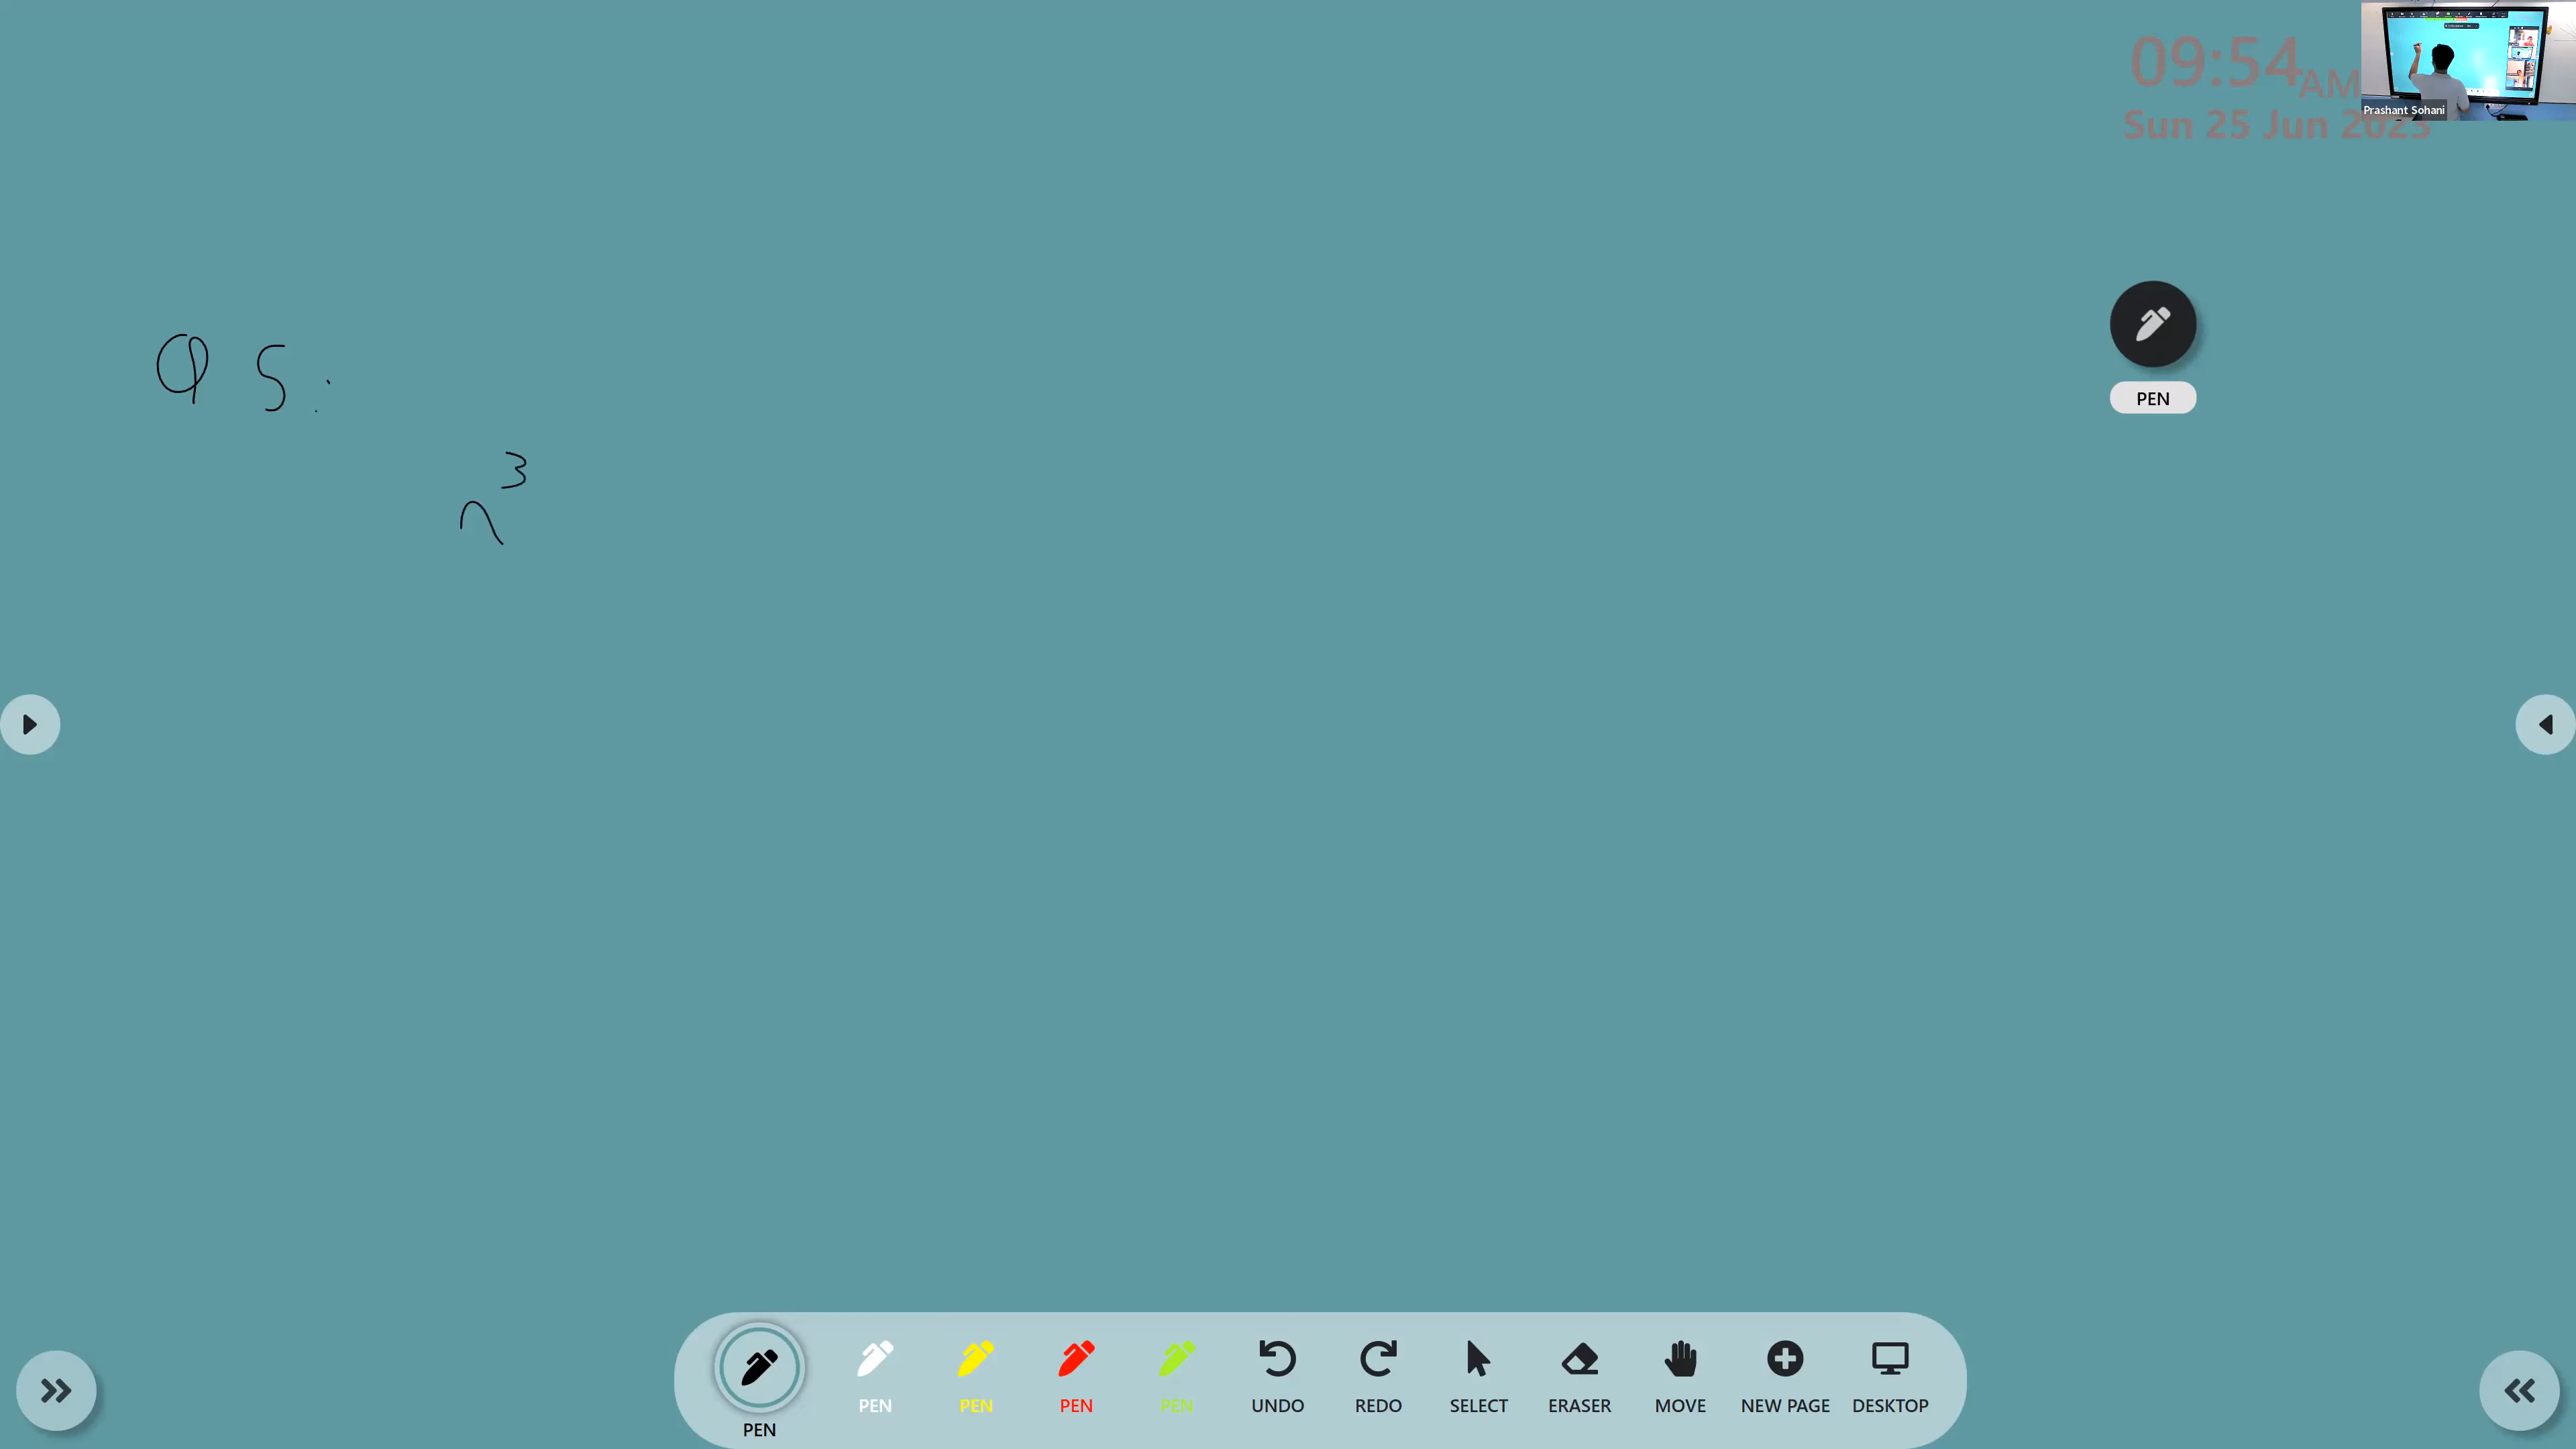 09:54 AM
Sun 25 Jun 2023
Prashant Sohani
Q 5:
n³
PEN
PEN
PEN
PEN
PEN
PEN
UNDO
REDO
SELECT
ERASER
MOVE
NEW PAGE
DESKTOP